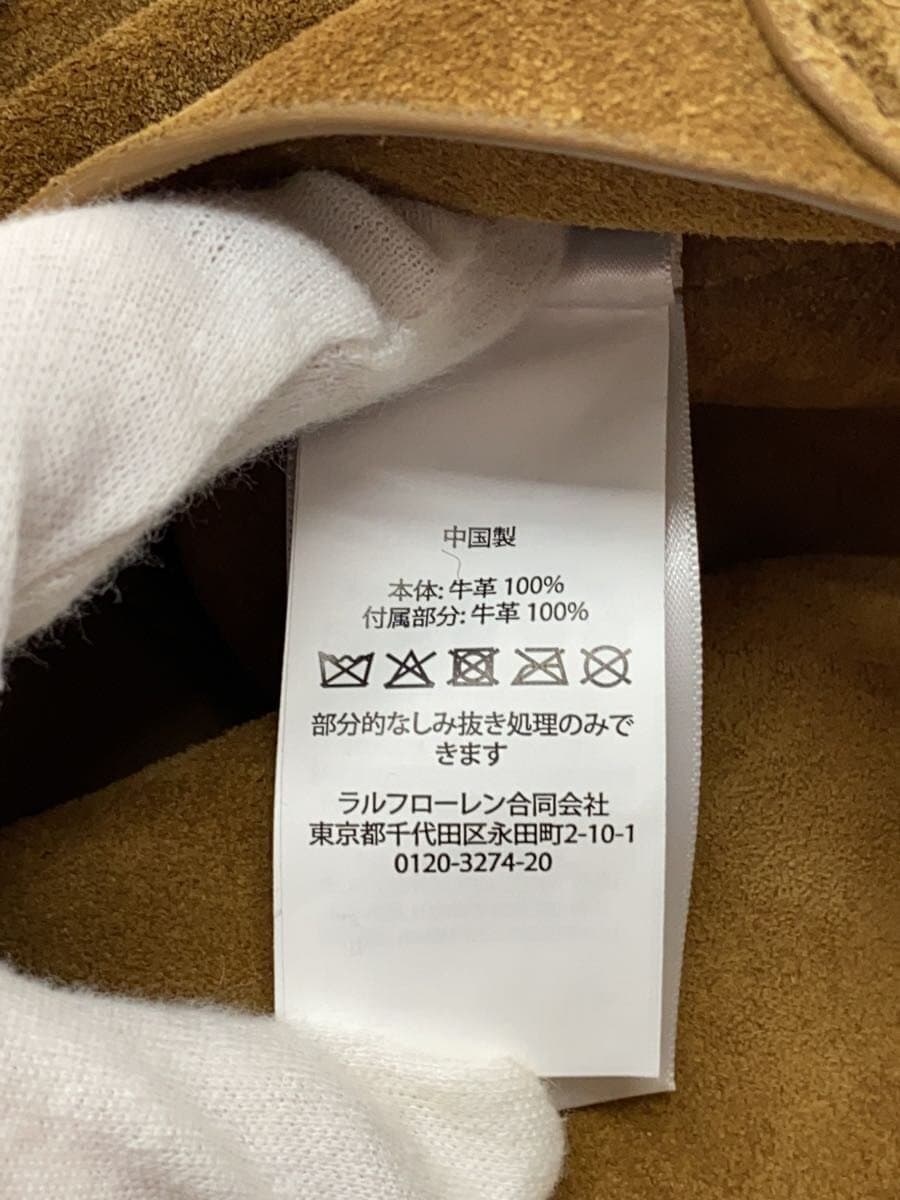 中国製
本体: 牛革 100%
付属部分: 牛革 100%
部分的なしみ抜き処理のみで
きます
ラルフローレン合同会社
東京都千代田区永田町2-10-1
0120-3274-20